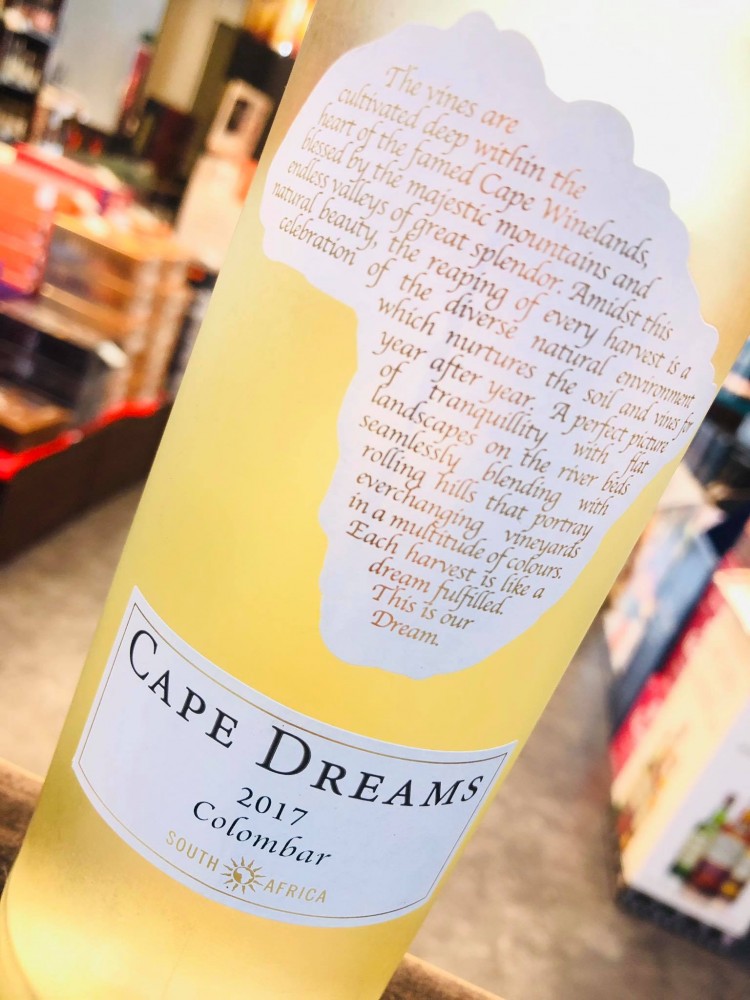 The vines are
cultivated deep within the
heart of the famed Cape Winelands,
blessed by the majestic mountains and
endless valleys of great splendor. Amidst this
natural beauty, the reaping of every harvest is a
celebration of the diverse natural environment
which nurtures the soil and vines for
year after year. A perfect picture
of tranquillity with flat
landscapes on the river beds
seamlessly blending with
rolling hills that portray
everchanging vineyards
in a multitude of colours.
Each harvest is like a
dream fulfilled.
This is our
Dream.
CAPE DREAMS
2017
Colombar
SOUTH AFRICA